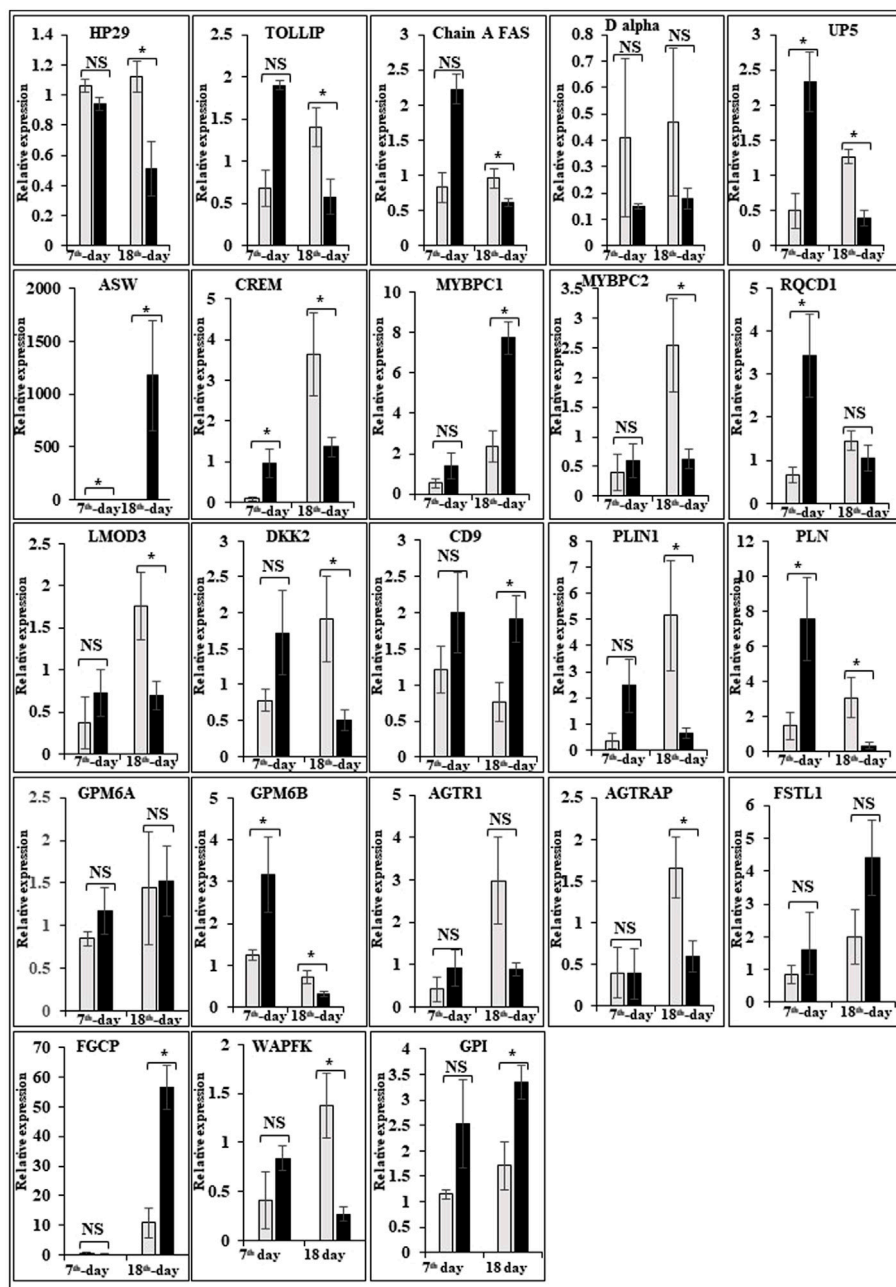 HP29
Relative expression
1.4
1.2
1
0.8
0.6
0.4
0.2
0
NS
*
7th-day 18th-day
TOLLIP
Relative expression
2.5
2
1.5
1
0.5
0
NS
*
7th-day 18th-day
Chain A FAS
Relative expression
3
2.5
2
1.5
1
0.5
0
NS
*
7th-day 18th-day
D alpha
Relative expression
0.8
0.7
0.6
0.5
0.4
0.3
0.2
0.1
0
NS
NS
7th-day 18th-day
UP5
Relative expression
3
2.5
2
1.5
1
0.5
0
*
*
7th-day 18th-day
ASW
Relative expression
2000
1500
1000
500
0
*
*
7th-day 18th-day
CREM
Relative expression
5
4
3
2
1
0
*
*
7th-day 18th-day
MYBPC1
Relative expression
10
8
6
4
2
0
NS
*
7th-day 18th-day
MYBPC2
Relative expression
3.5
3
2.5
2
1.5
1
0.5
0
NS
*
7th-day 18th-day
RQCD1
Relative expression
5
4
3
2
1
0
*
NS
7th-day 18th-day
LMOD3
Relative expression
2.5
2
1.5
1
0.5
0
NS
*
7th-day 18th-day
DKK2
Relative expression
3
2.5
2
1.5
1
0.5
0
NS
*
7th-day 18th-day
CD9
Relative expression
3
2.5
2
1.5
1
0.5
0
NS
*
7th-day 18th-day
PLIN1
Relative expression
8
7
6
5
4
3
2
1
0
NS
*
7th-day 18th-day
PLN
Relative expression
12
10
8
6
4
2
0
*
*
7th-day 18th-day
GPM6A
Relative expression
2.5
2
1.5
1
0.5
0
NS
NS
7th-day 18th-day
GPM6B
Relative expression
5
4
3
2
1
0
*
*
7th-day 18th-day
AGTR1
Relative expression
5
4
3
2
1
0
NS
NS
7th-day 18th-day
AGTRAP
Relative expression
2.5
2
1.5
1
0.5
0
NS
*
7th-day 18th-day
FSTL1
Relative expression
6
5
4
3
2
1
0
NS
NS
7th-day 18th-day
FGCP
Relative expression
70
60
50
40
30
20
10
0
NS
*
7th-day 18th-day
WAPFK
Relative expression
2
1.5
1
0.5
0
NS
*
7th day 18 day
GPI
Relative expression
4
3.5
3
2.5
2
1.5
1
0.5
0
NS
*
7th day 18 day